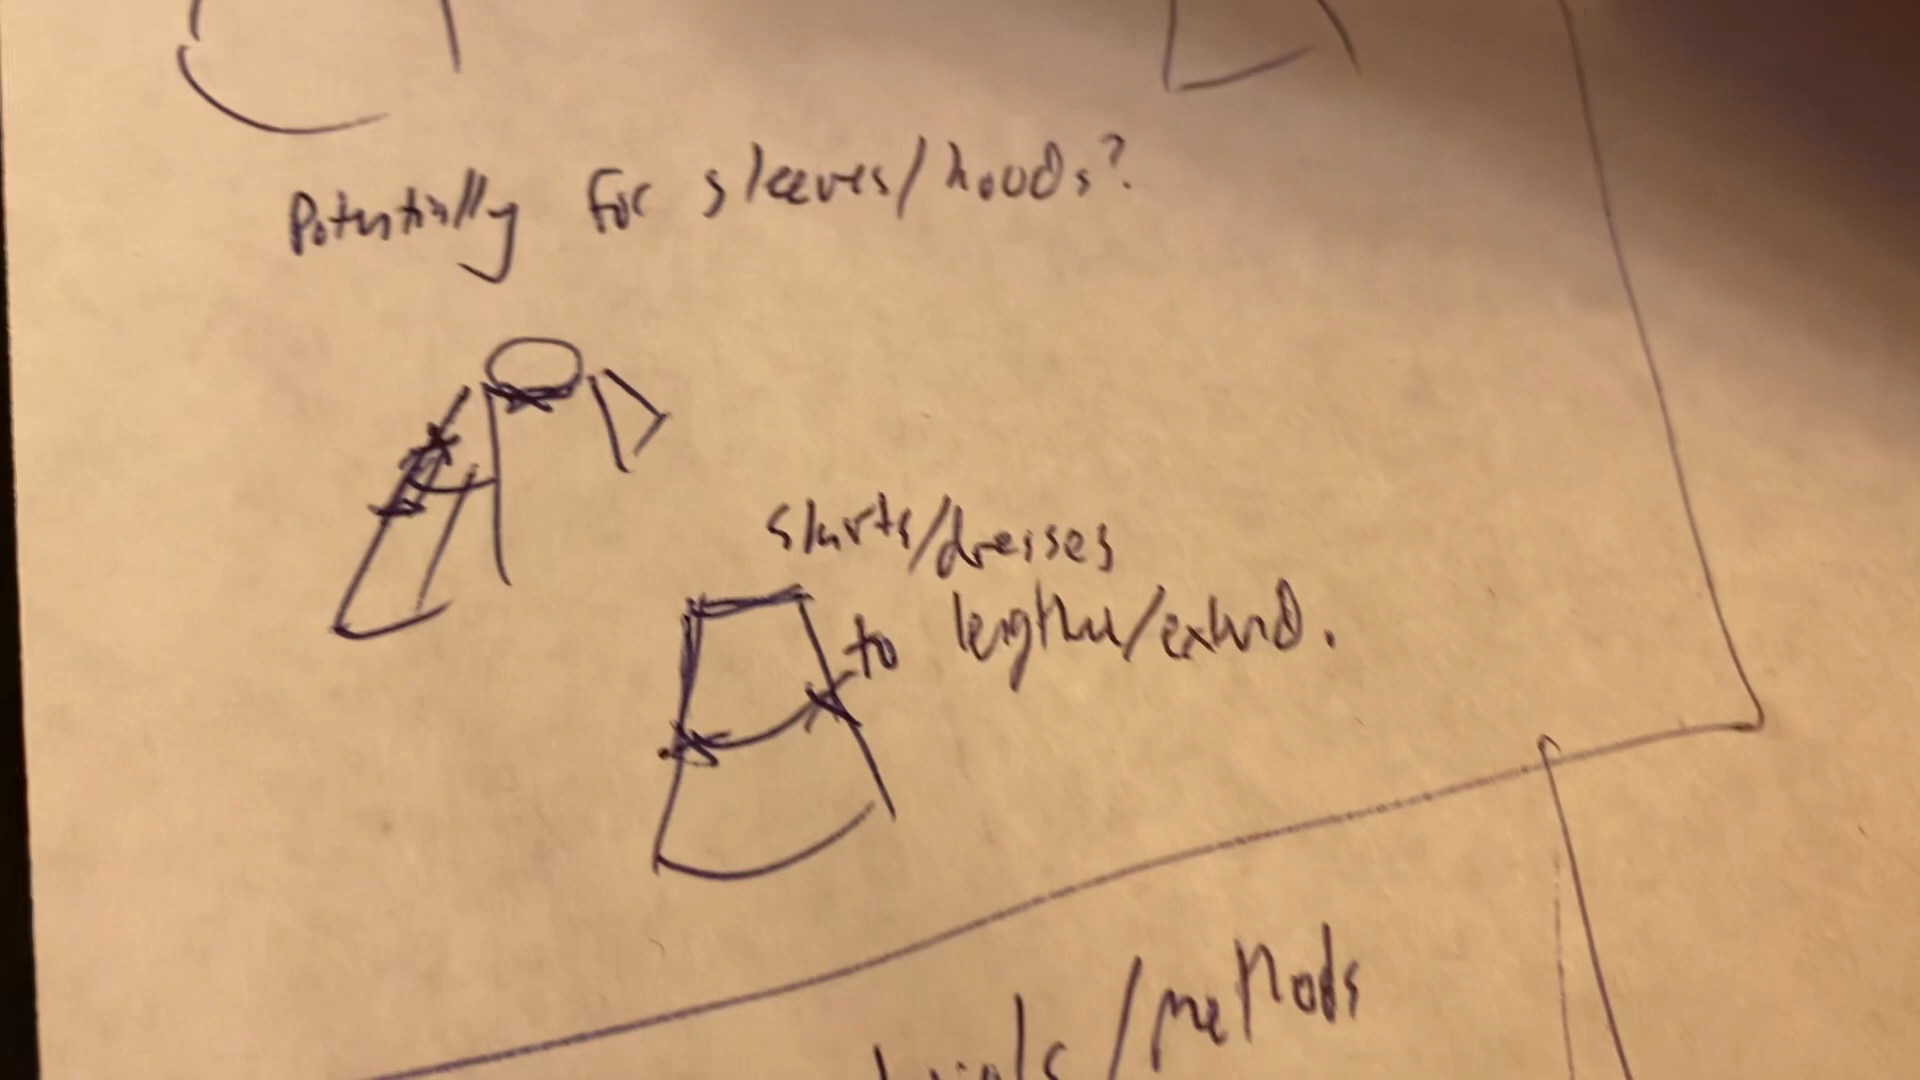 Potentially for sleeves/hoods?
skirts/dresses
to lengthen/extend.
/methods